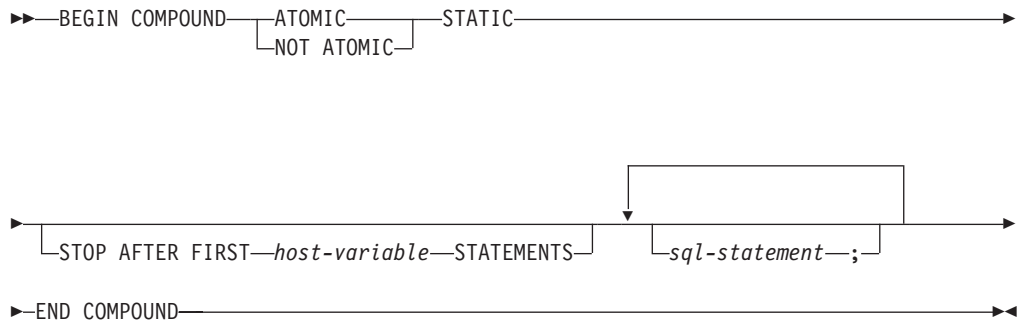 BEGIN COMPOUND ATOMIC STATIC
NOT ATOMIC
STOP AFTER FIRST host-variable STATEMENTS sql-statement ;
END COMPOUND